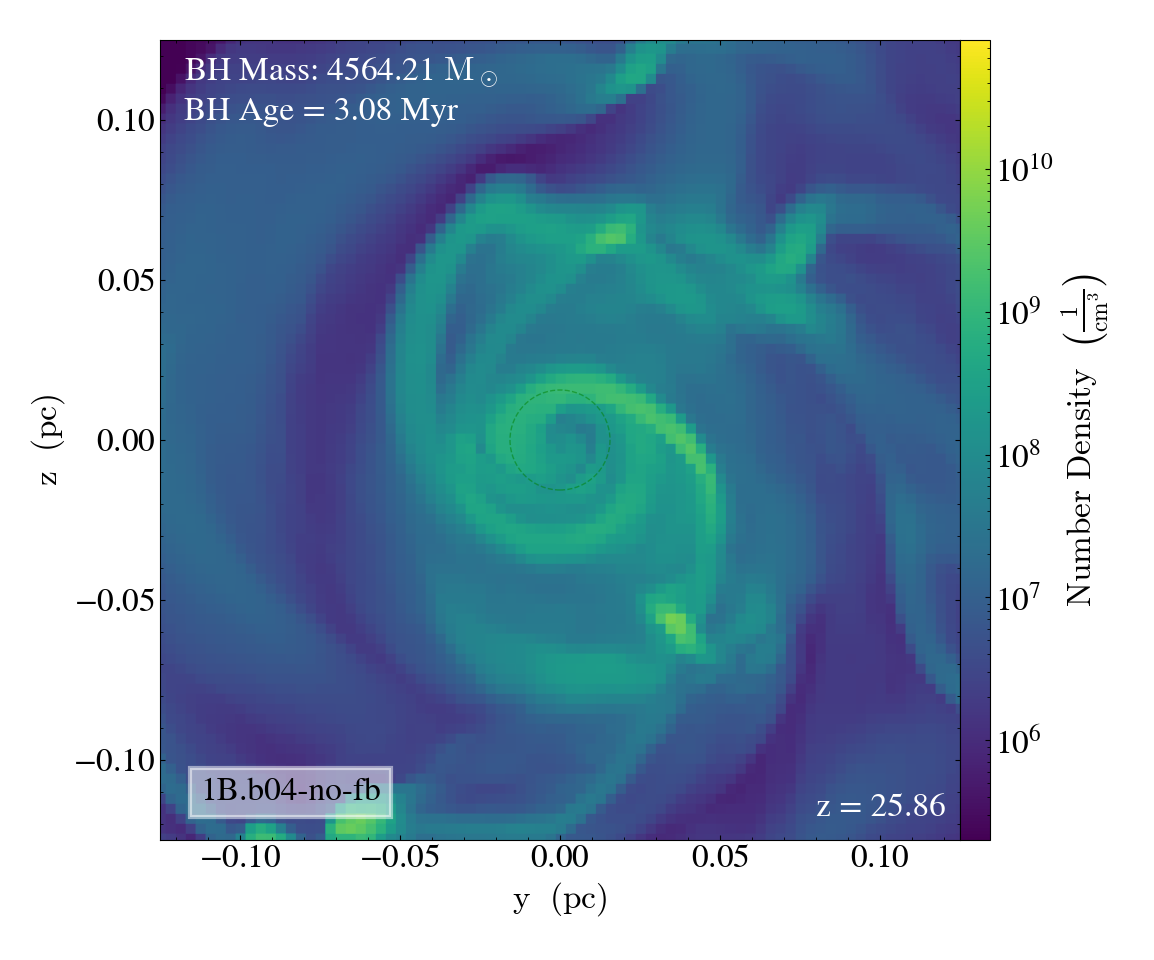 BH Mass: 4564.21 M⊙
BH Age = 3.08 Myr
0.10
0.05
0.00
−0.05
−0.10
z (pc)
1B.b04-no-fb
z = 25.86
−0.10 −0.05 0.00 0.05 0.10
y (pc)
10¹⁰
10⁹
10⁸
10⁷
10⁶
Number Density (1/cm³)